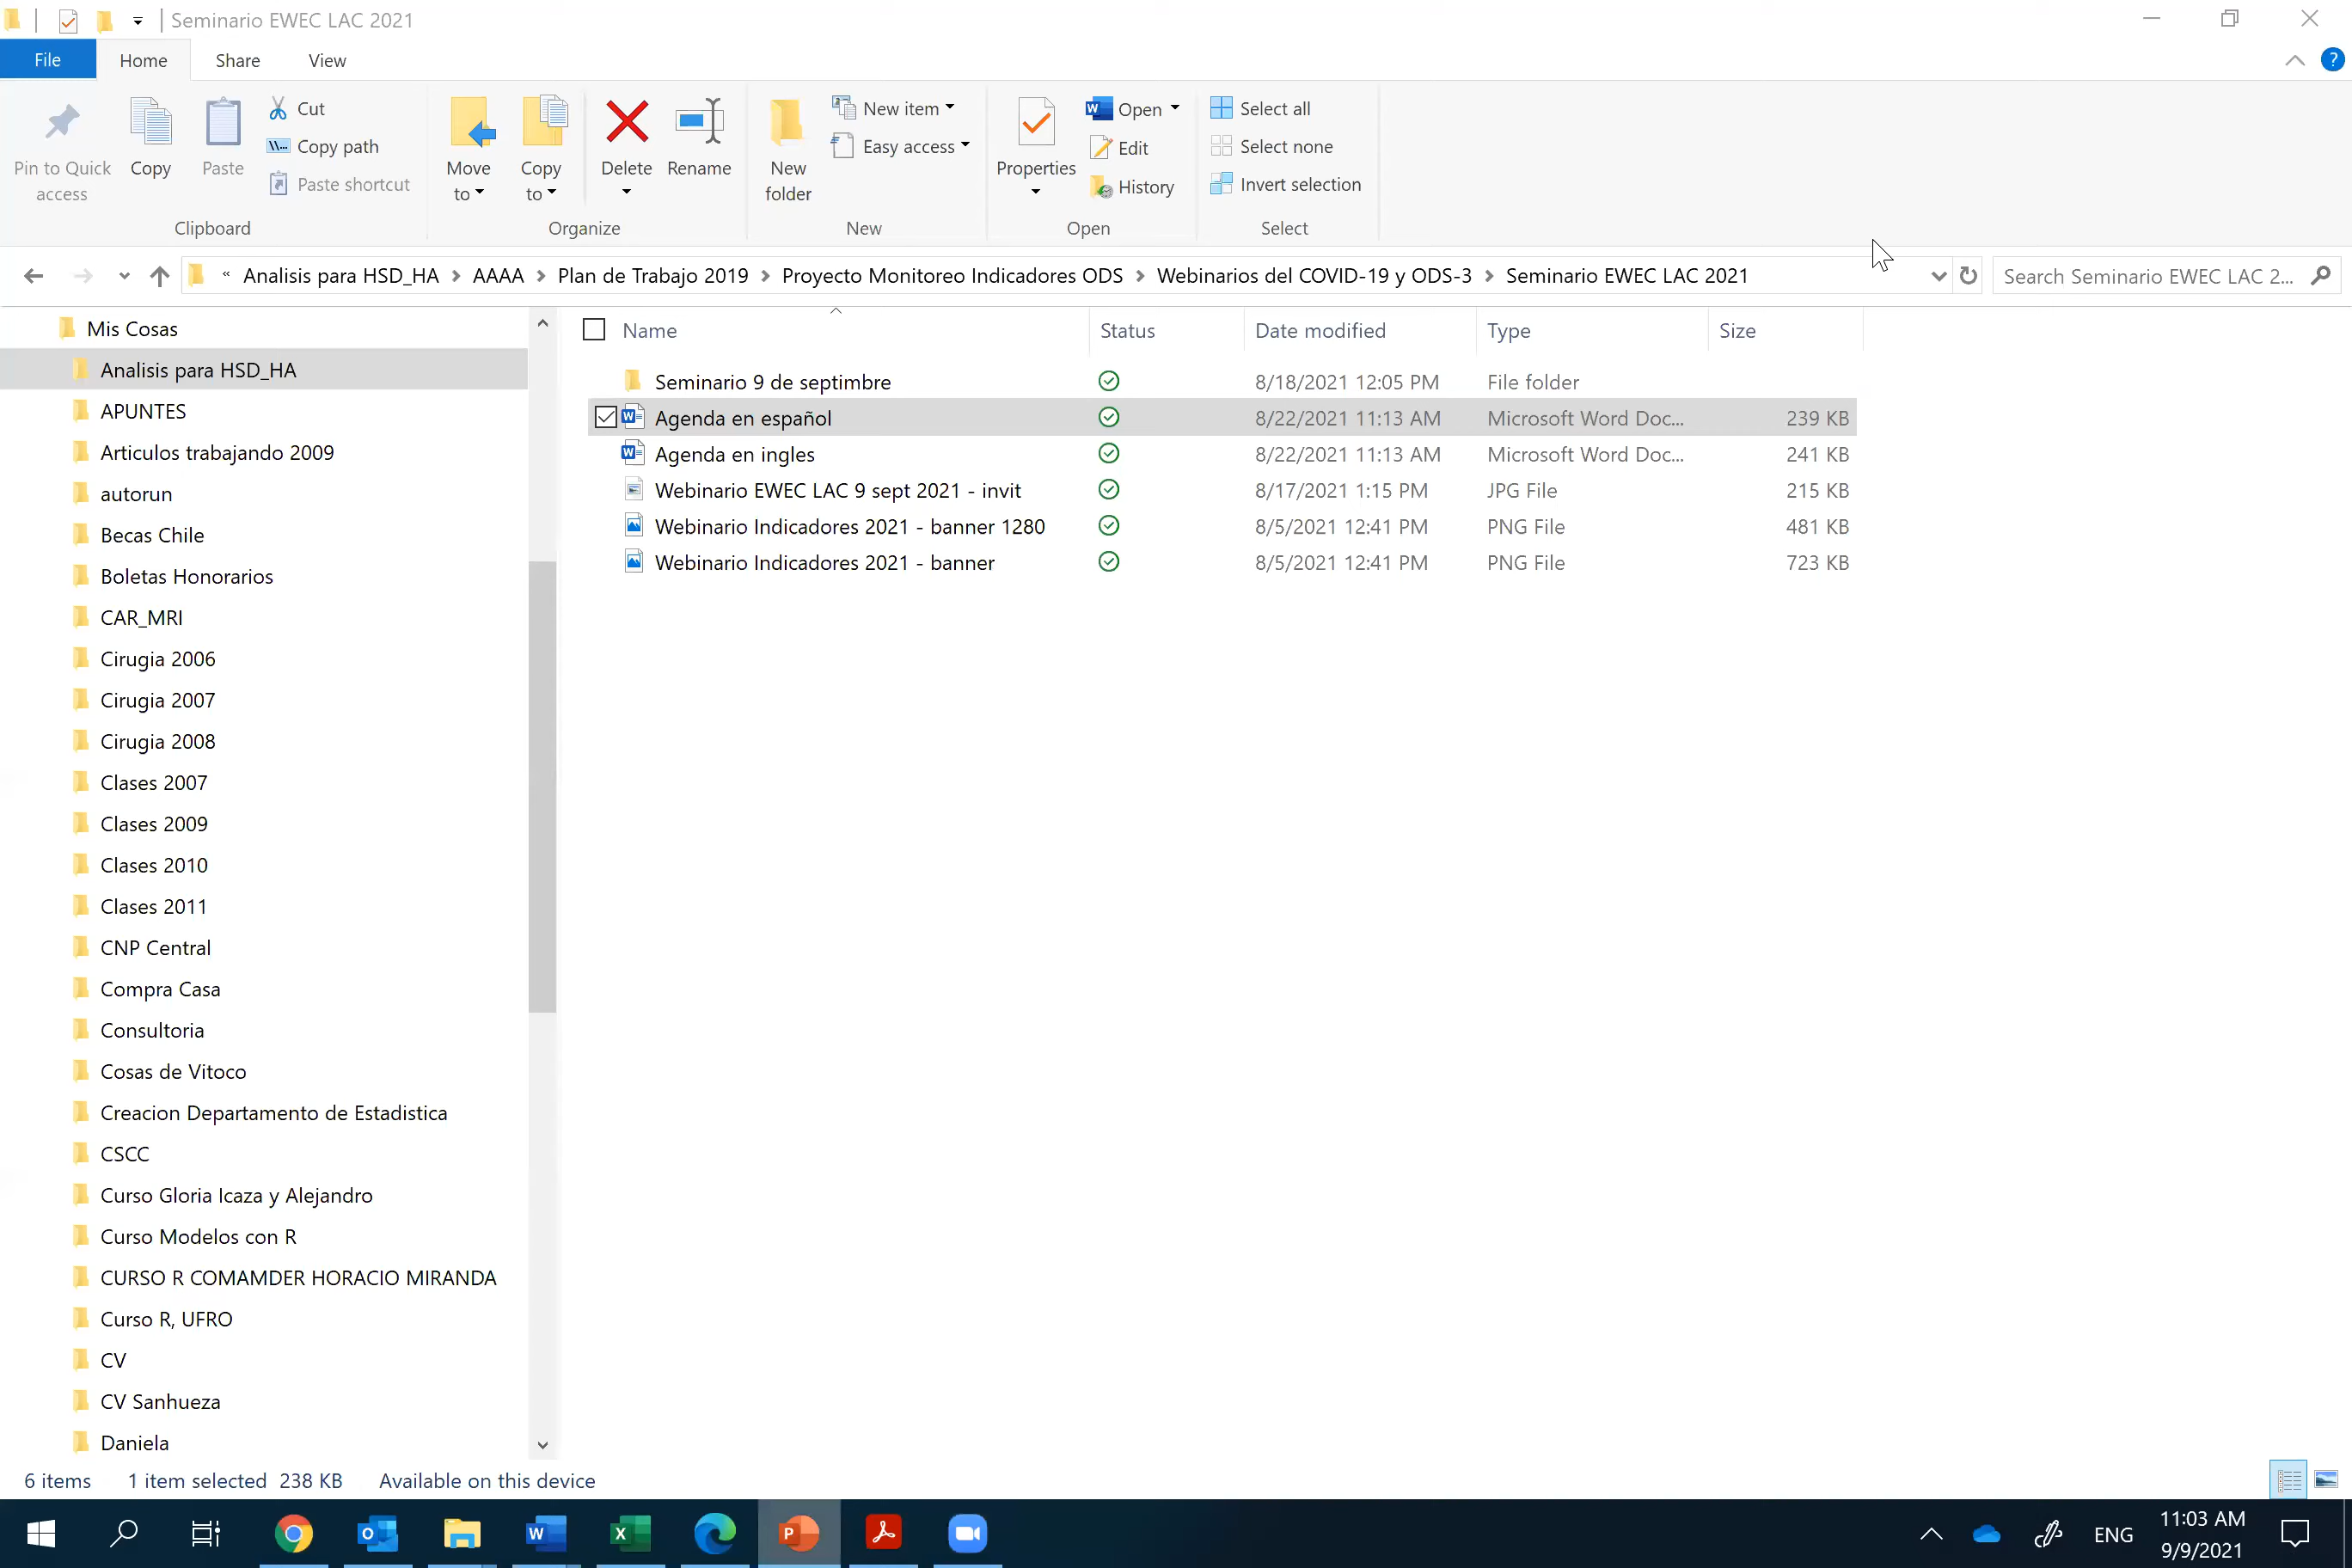 Seminario EWEC LAC 2021
File Home Share View
Pin to Quick access
Copy
Paste
Cut
Copy path
Paste shortcut
Clipboard
Move to
Copy to
Delete
Rename
Organize
New folder
New item
Easy access
New
Properties
Open
Edit
History
Open
Select all
Select none
Invert selection
Select
« Analisis para HSD_HA > AAAA > Plan de Trabajo 2019 > Proyecto Monitoreo Indicadores ODS > Webinarios del COVID-19 y ODS-3 > Seminario EWEC LAC 2021
Search Seminario EWEC LAC 2...
Mis Cosas
Analisis para HSD_HA
APUNTES
Articulos trabajando 2009
autorun
Becas Chile
Boletas Honorarios
CAR_MRI
Cirugia 2006
Cirugia 2007
Cirugia 2008
Clases 2007
Clases 2009
Clases 2010
Clases 2011
CNP Central
Compra Casa
Consultoria
Cosas de Vitoco
Creacion Departamento de Estadistica
CSCC
Curso Gloria Icaza y Alejandro
Curso Modelos con R
CURSO R COMAMDER HORACIO MIRANDA
Curso R, UFRO
CV
CV Sanhueza
Daniela
Name Status Date modified Type Size
Seminario 9 de septimbre 8/18/2021 12:05 PM File folder
Agenda en español 8/22/2021 11:13 AM Microsoft Word Doc... 239 KB
Agenda en ingles 8/22/2021 11:13 AM Microsoft Word Doc... 241 KB
Webinario EWEC LAC 9 sept 2021 - invit 8/17/2021 1:15 PM JPG File 215 KB
Webinario Indicadores 2021 - banner 1280 8/5/2021 12:41 PM PNG File 481 KB
Webinario Indicadores 2021 - banner 8/5/2021 12:41 PM PNG File 723 KB
6 items 1 item selected 238 KB Available on this device
ENG
11:03 AM
9/9/2021